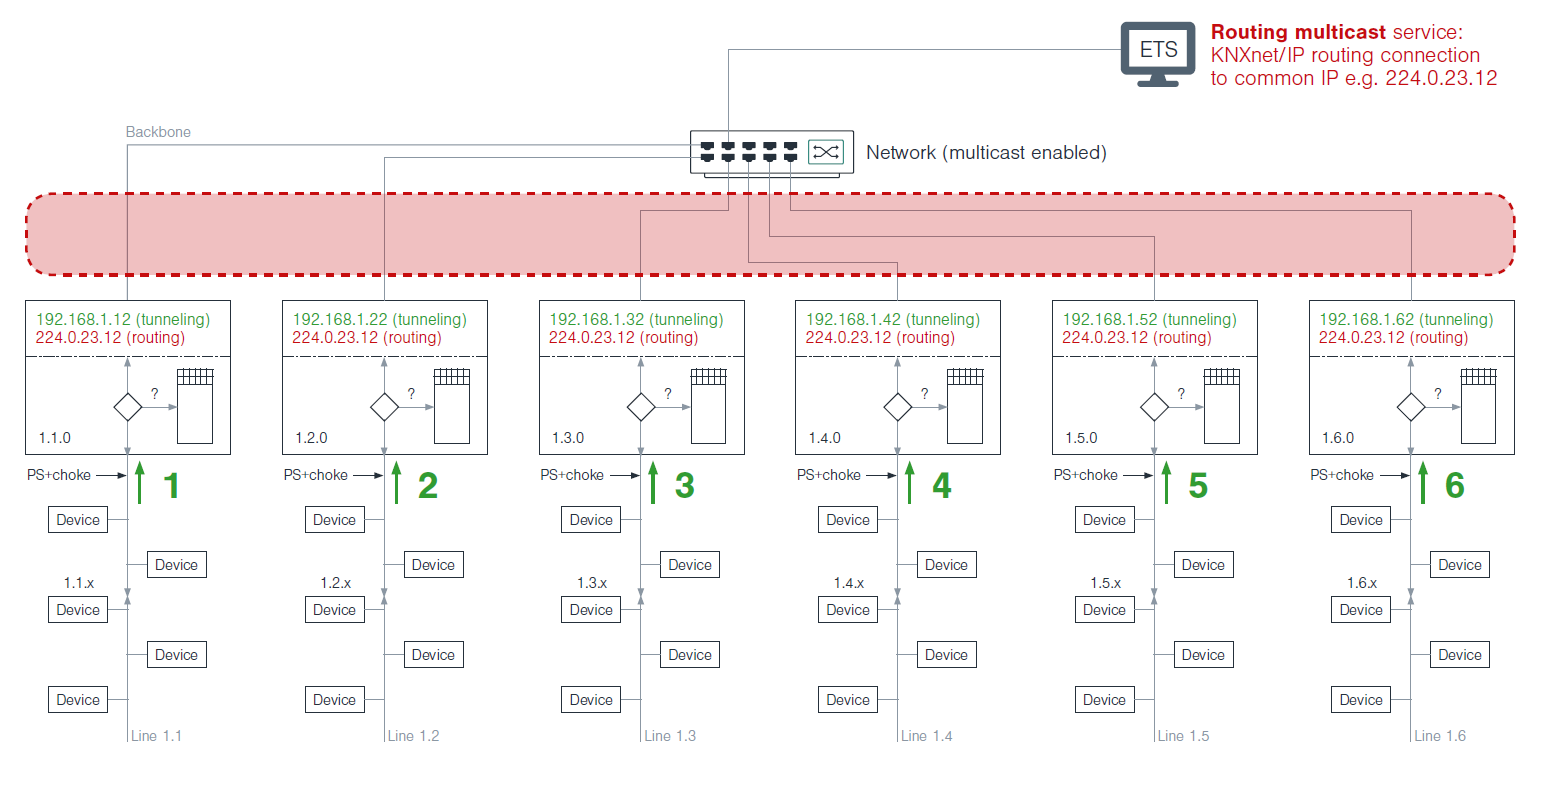 Routing multicast service:
KNXnet/IP routing connection
to common IP e.g. 224.0.23.12
ETS
Backbone
Network (multicast enabled)
192.168.1.12 (tunneling)
224.0.23.12 (routing)
?
1.1.0
192.168.1.22 (tunneling)
224.0.23.12 (routing)
?
1.2.0
192.168.1.32 (tunneling)
224.0.23.12 (routing)
?
1.3.0
192.168.1.42 (tunneling)
224.0.23.12 (routing)
?
1.4.0
192.168.1.52 (tunneling)
224.0.23.12 (routing)
?
1.5.0
192.168.1.62 (tunneling)
224.0.23.12 (routing)
?
1.6.0
PS+choke
1
Device
Device
1.1.x
Device
Device
Device
Line 1.1
PS+choke
2
Device
Device
1.2.x
Device
Device
Device
Line 1.2
PS+choke
3
Device
Device
1.3.x
Device
Device
Device
Line 1.3
PS+choke
4
Device
Device
1.4.x
Device
Device
Device
Line 1.4
PS+choke
5
Device
Device
1.5.x
Device
Device
Device
Line 1.5
PS+choke
6
Device
Device
1.6.x
Device
Device
Device
Line 1.6